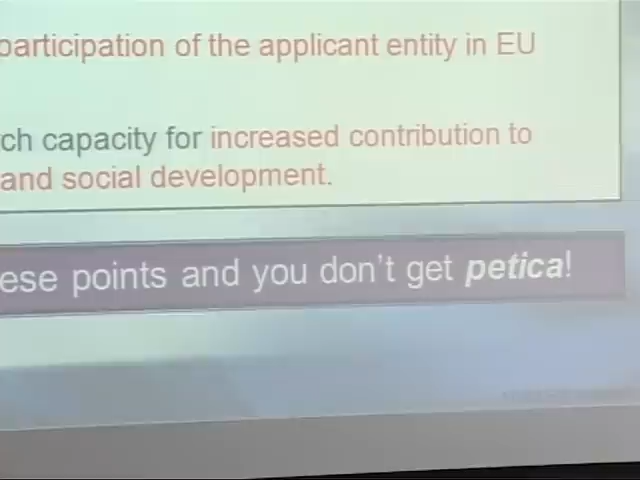 participation of the applicant entity in EU
ch capacity for increased contribution to
and social development.
ese points and you don't get petica!